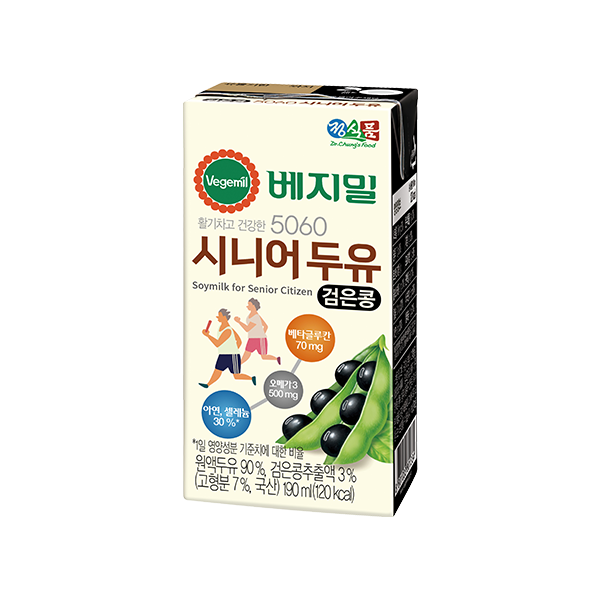 정식품
Dr.Chung's Food
Vegemil
베지밀
활기차고 건강한 5060
시니어 두유
Soymilk for Senior Citizen
검은콩
베타글루칸
70 mg
오메가3
500 mg
아연, 셀레늄
30 %*
*1일 영양성분 기준치에 대한 비율
원액두유 90 %, 검은콩추출액 3 %
(고형분 7 %, 국산) 190 ml (120 kcal)